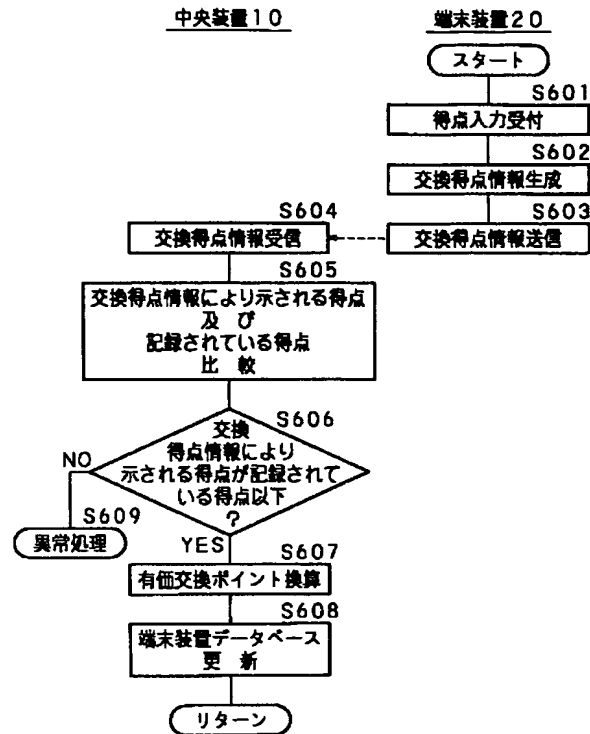 中央装置10
端末装置20
スタート
S601
得点入力受付
S602
交換得点情報生成
S603
交換得点情報送信
S604
交換得点情報受信
S605
交換得点情報により示される得点
及び
記録されている得点
比較
S606
交換
得点情報により
示される得点が記録されて
いる得点以下
?
NO
S609
異常処理
YES
S607
有価交換ポイント換算
S608
端末装置データベース
更新
リターン